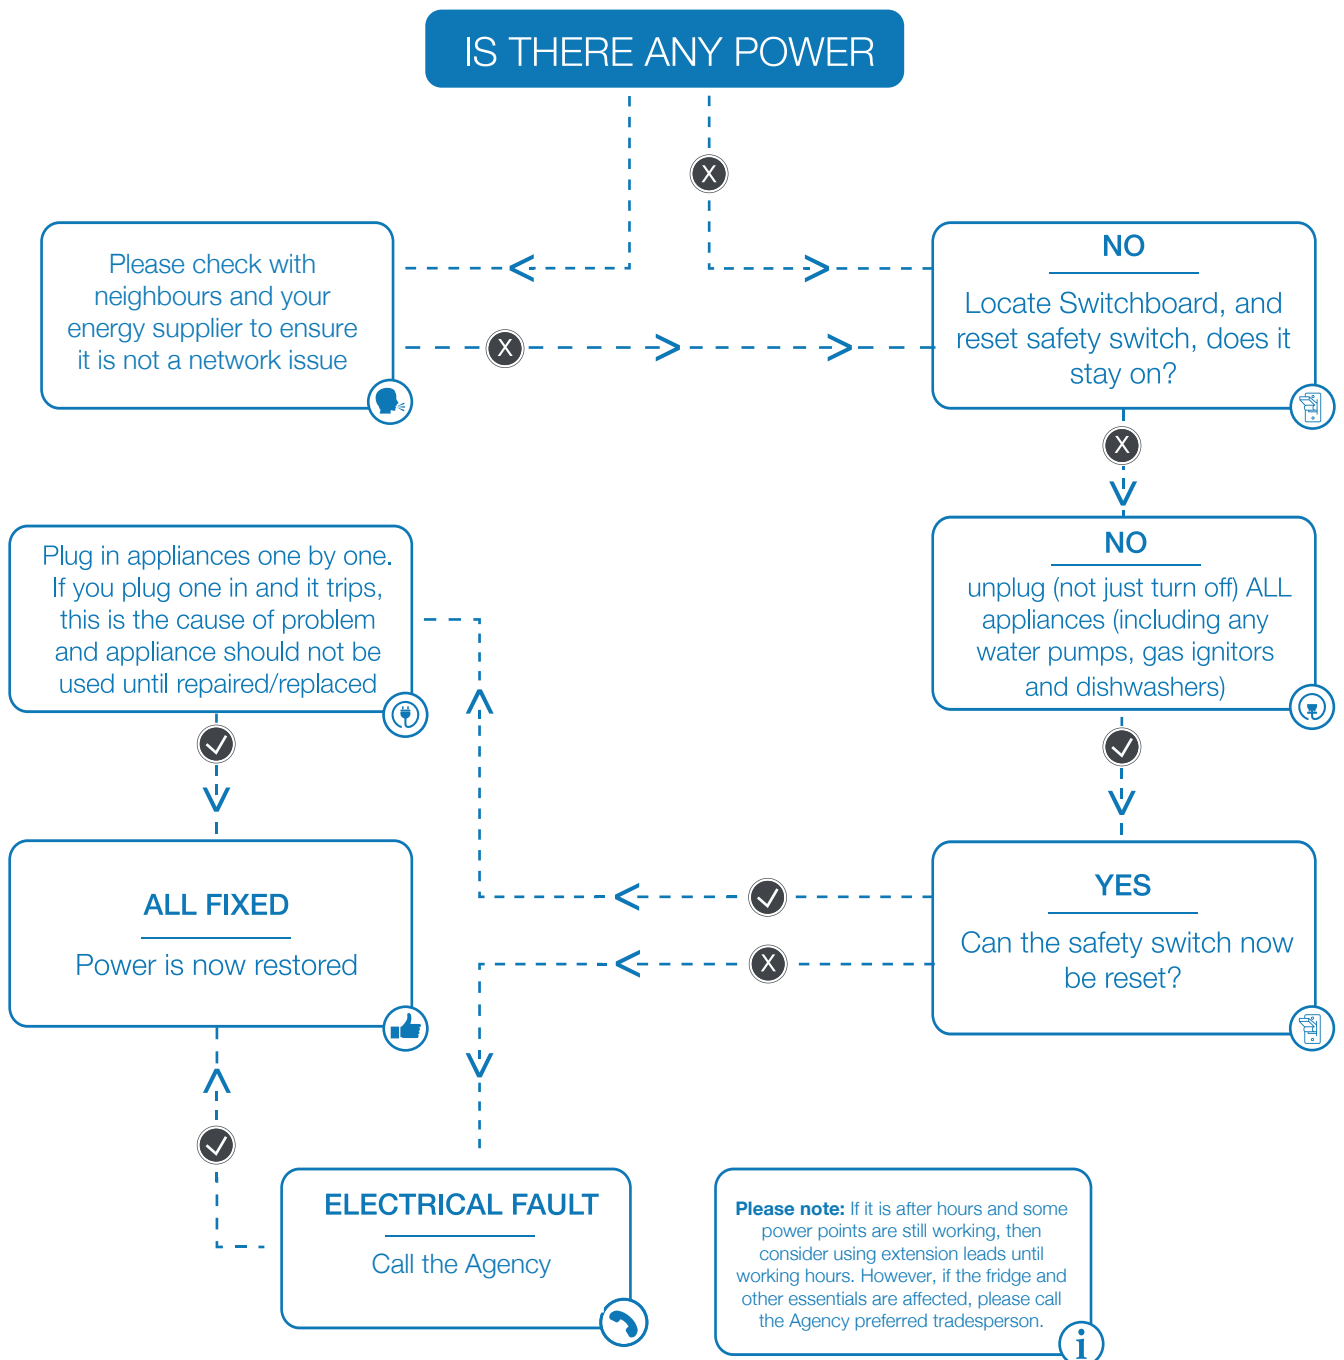 IS THERE ANY POWER
X
Please check with
neighbours and your
energy supplier to ensure
it is not a network issue
X
NO
Locate Switchboard, and
reset safety switch, does it
stay on?
X
Plug in appliances one by one.
If you plug one in and it trips,
this is the cause of problem
and appliance should not be
used until repaired/replaced
NO
unplug (not just turn off) ALL
appliances (including any
water pumps, gas ignitors
and dishwashers)
ALL FIXED
Power is now restored
YES
Can the safety switch now
be reset?
X
ELECTRICAL FAULT
Call the Agency
Please note: If it is after hours and some
power points are still working, then
consider using extension leads until
working hours. However, if the fridge and
other essentials are affected, please call
the Agency preferred tradesperson.
i